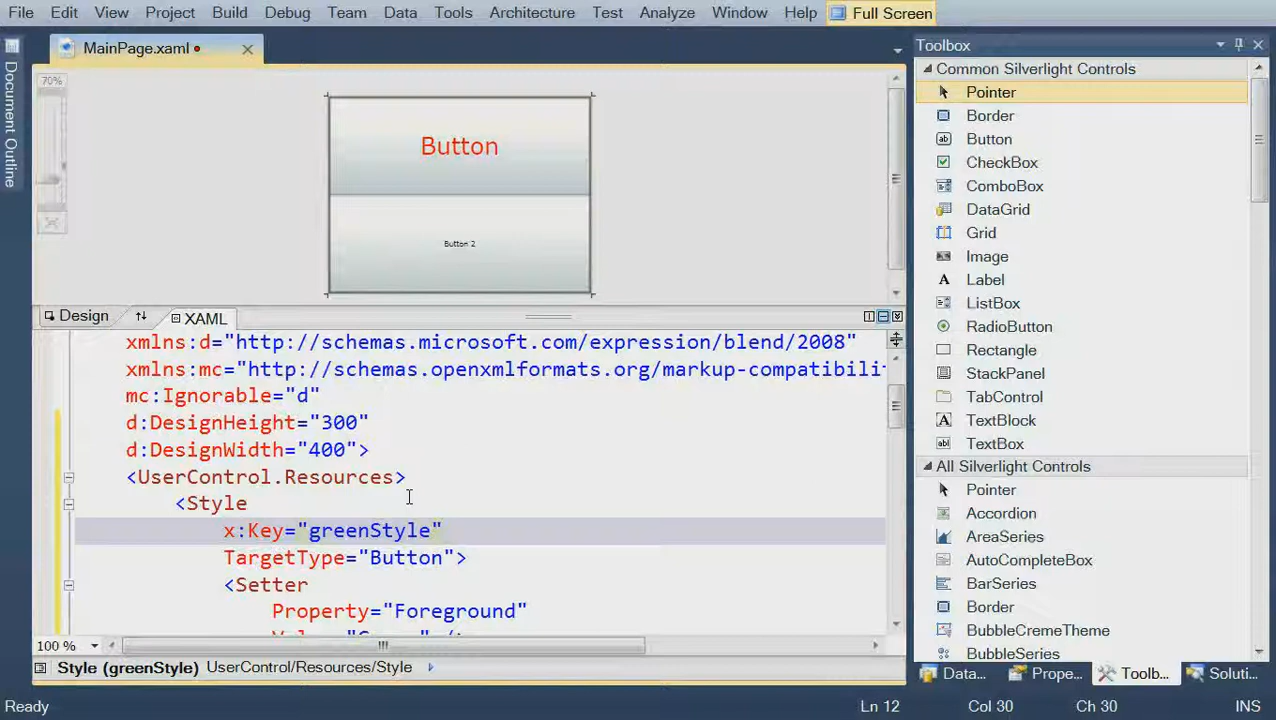 File Edit View Project Build Debug Team Data Tools Architecture Test Analyze Window Help Full Screen
MainPage.xaml
Toolbox
Document Outline
70%
Button
Button 2
Common Silverlight Controls
Pointer
Border
Button
CheckBox
ComboBox
DataGrid
Grid
Image
Label
ListBox
RadioButton
Rectangle
StackPanel
TabControl
TextBlock
TextBox
All Silverlight Controls
Pointer
Accordion
AreaSeries
AutoCompleteBox
BarSeries
Border
BubbleCremeTheme
BubbleSeries
Design XAML
xmlns:d="http://schemas.microsoft.com/expression/blend/2008"
xmlns:mc="http://schemas.openxmlformats.org/markup-compatibili
mc:Ignorable="d"
d:DesignHeight="300"
d:DesignWidth="400">
<UserControl.Resources>
<Style
x:Key="greenStyle"
TargetType="Button">
<Setter
Property="Foreground"
100 %
Style (greenStyle) UserControl/Resources/Style
Data... Prope... Toolb... Soluti...
Ready Ln 12 Col 30 Ch 30 INS